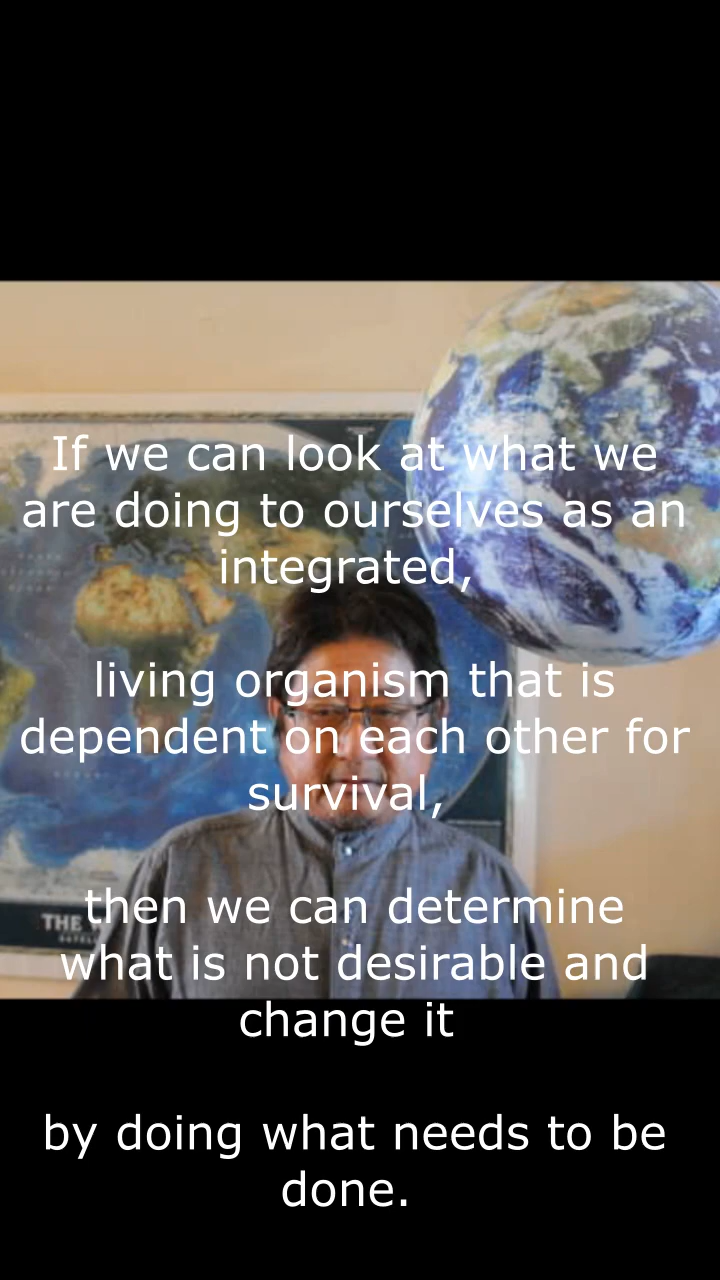 If we can look at what we
are doing to ourselves as an
integrated,
living organism that is
dependent on each other for
survival,
then we can determine
what is not desirable and
change it
by doing what needs to be
done.
THE